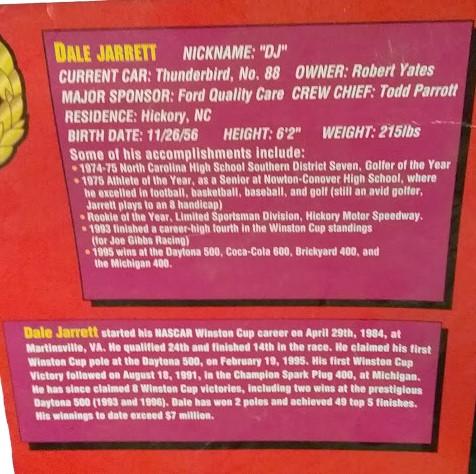 DALE JARRETT NICKNAME: "DJ"
CURRENT CAR: Thunderbird, No. 88 OWNER: Robert Yates
MAJOR SPONSOR: Ford Quality Care CREW CHIEF: Todd Parrott
RESIDENCE: Hickory, NC
BIRTH DATE: 11/26/56 HEIGHT: 6'2" WEIGHT: 215lbs
Some of his accomplishments include:
• 1974-75 North Carolina High School Southern District Seven, Golfer of the Year
• 1975 Athlete of the Year, as a Senior at Newton-Conover High School, where
he excelled in football, basketball, baseball, and golf (still an avid golfer,
Jarrett plays to an 8 handicap)
• Rookie of the Year, Limited Sportsman Division, Hickory Motor Speedway.
• 1993 finished a career-high fourth in the Winston Cup standings
(for Joe Gibbs Racing)
• 1995 wins at the Daytona 500, Coca-Cola 600, Brickyard 400, and
the Michigan 400.
Dale Jarrett started his NASCAR Winston Cup career on April 29th, 1984, at
Martinsville, VA. He qualified 24th and finished 14th in the race. He claimed his first
Winston Cup pole at the Daytona 500, on February 19, 1995. His first Winston Cup
Victory followed on August 18, 1991, in the Champion Spark Plug 400, at Michigan.
He has since claimed 8 Winston Cup victories, including two wins at the prestigious
Daytona 500 (1993 and 1996). Dale has won 2 poles and achieved 49 top 5 finishes.
His winnings to date exceed $7 million.